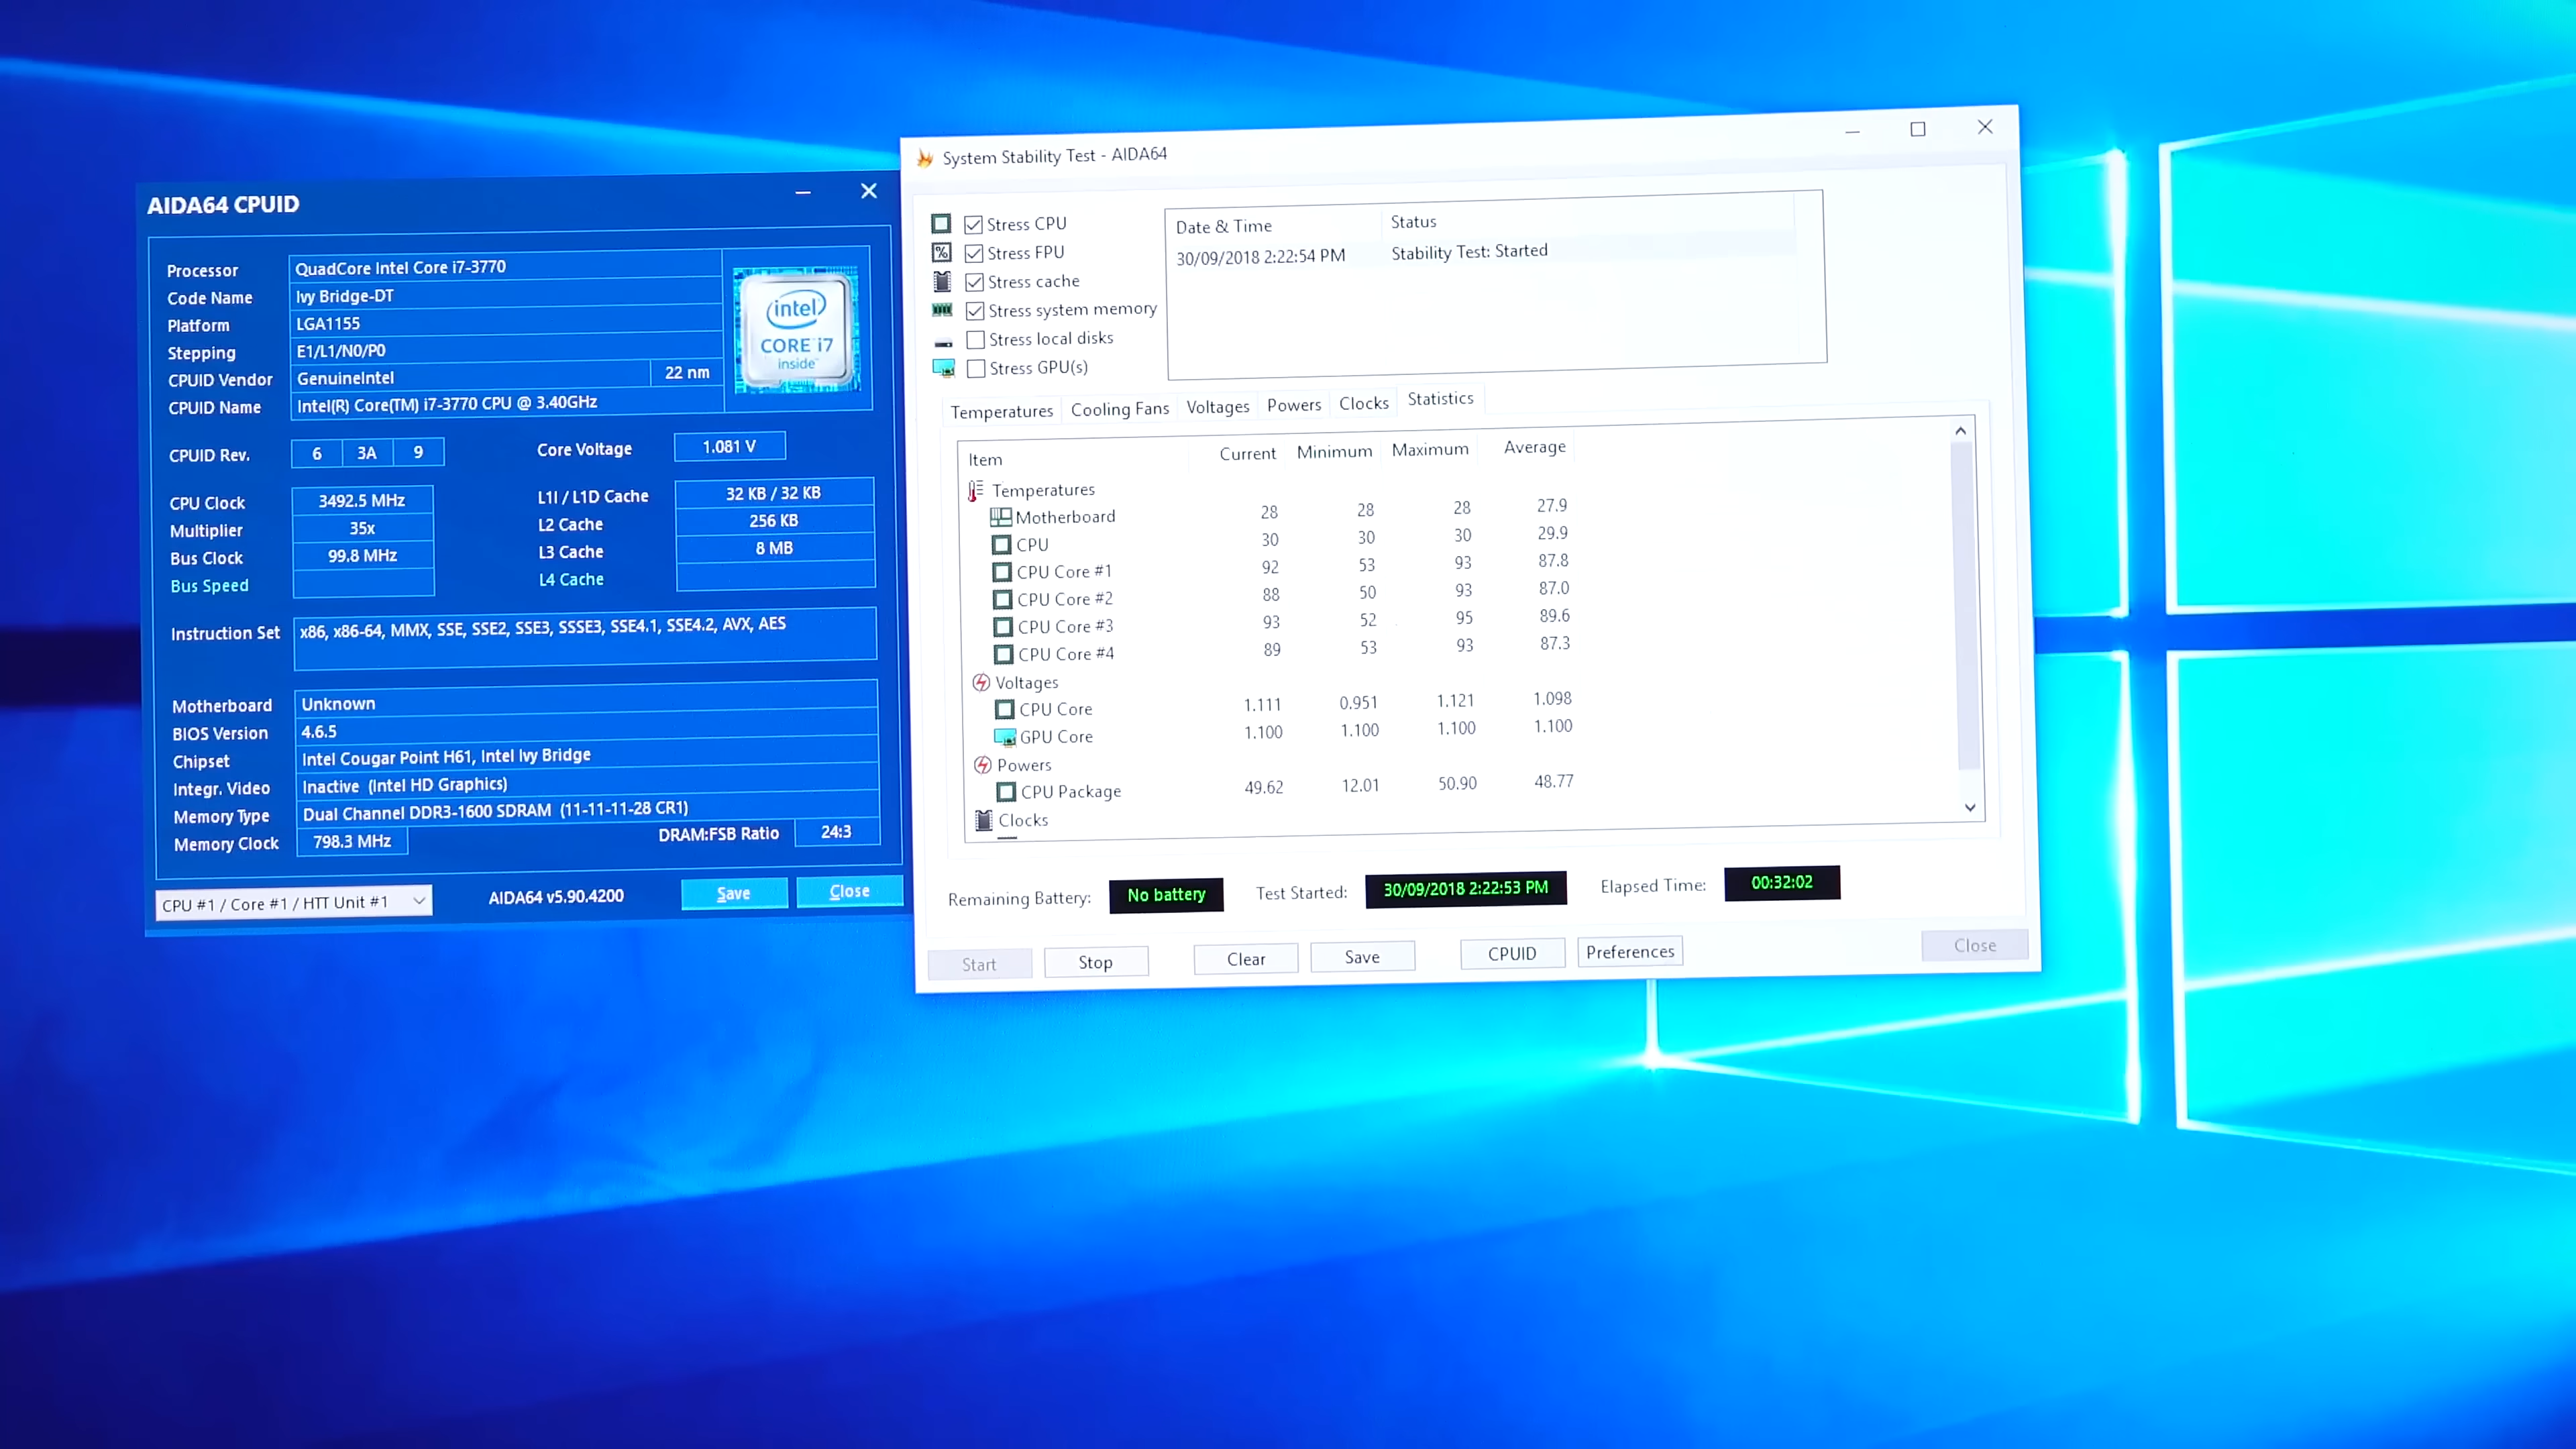 AIDA64 CPUID
Processor QuadCore Intel Core i7-3770
Code Name Ivy Bridge-DT
Platform LGA1155
Stepping E1/L1/N0/P0
CPUID Vendor GenuineIntel 22 nm
CPUID Name Intel(R) Core(TM) i7-3770 CPU @ 3.40GHz
intel
CORE i7
inside™
CPUID Rev. 6 3A 9 Core Voltage 1.081 V
CPU Clock 3492.5 MHz L1I / L1D Cache 32 KB / 32 KB
Multiplier 35x L2 Cache 256 KB
Bus Clock 99.8 MHz L3 Cache 8 MB
Bus Speed L4 Cache
Instruction Set x86, x86-64, MMX, SSE, SSE2, SSE3, SSSE3, SSE4.1, SSE4.2, AVX, AES
Motherboard Unknown
BIOS Version 4.6.5
Chipset Intel Cougar Point H61, Intel Ivy Bridge
Integr. Video Inactive (Intel HD Graphics)
Memory Type Dual Channel DDR3-1600 SDRAM (11-11-11-28 CR1)
Memory Clock 798.3 MHz DRAM:FSB Ratio 24:3
CPU #1 / Core #1 / HTT Unit #1 AIDA64 v5.90.4200 Save Close
System Stability Test - AIDA64
Stress CPU
Stress FPU
Stress cache
Stress system memory
Stress local disks
Stress GPU(s)
Date & Time Status
30/09/2018 2:22:54 PM Stability Test: Started
Temperatures Cooling Fans Voltages Powers Clocks Statistics
Item Current Minimum Maximum Average
Temperatures
Motherboard 28 28 28 27.9
CPU 30 30 30 29.9
CPU Core #1 92 53 93 87.8
CPU Core #2 88 50 93 87.0
CPU Core #3 93 52 95 89.6
CPU Core #4 89 53 93 87.3
Voltages
CPU Core 1.111 0.951 1.121 1.098
GPU Core 1.100 1.100 1.100 1.100
Powers
CPU Package 49.62 12.01 50.90 48.77
Clocks
Remaining Battery: No battery Test Started: 30/09/2018 2:22:53 PM Elapsed Time: 00:32:02
Start Stop Clear Save CPUID Preferences Close